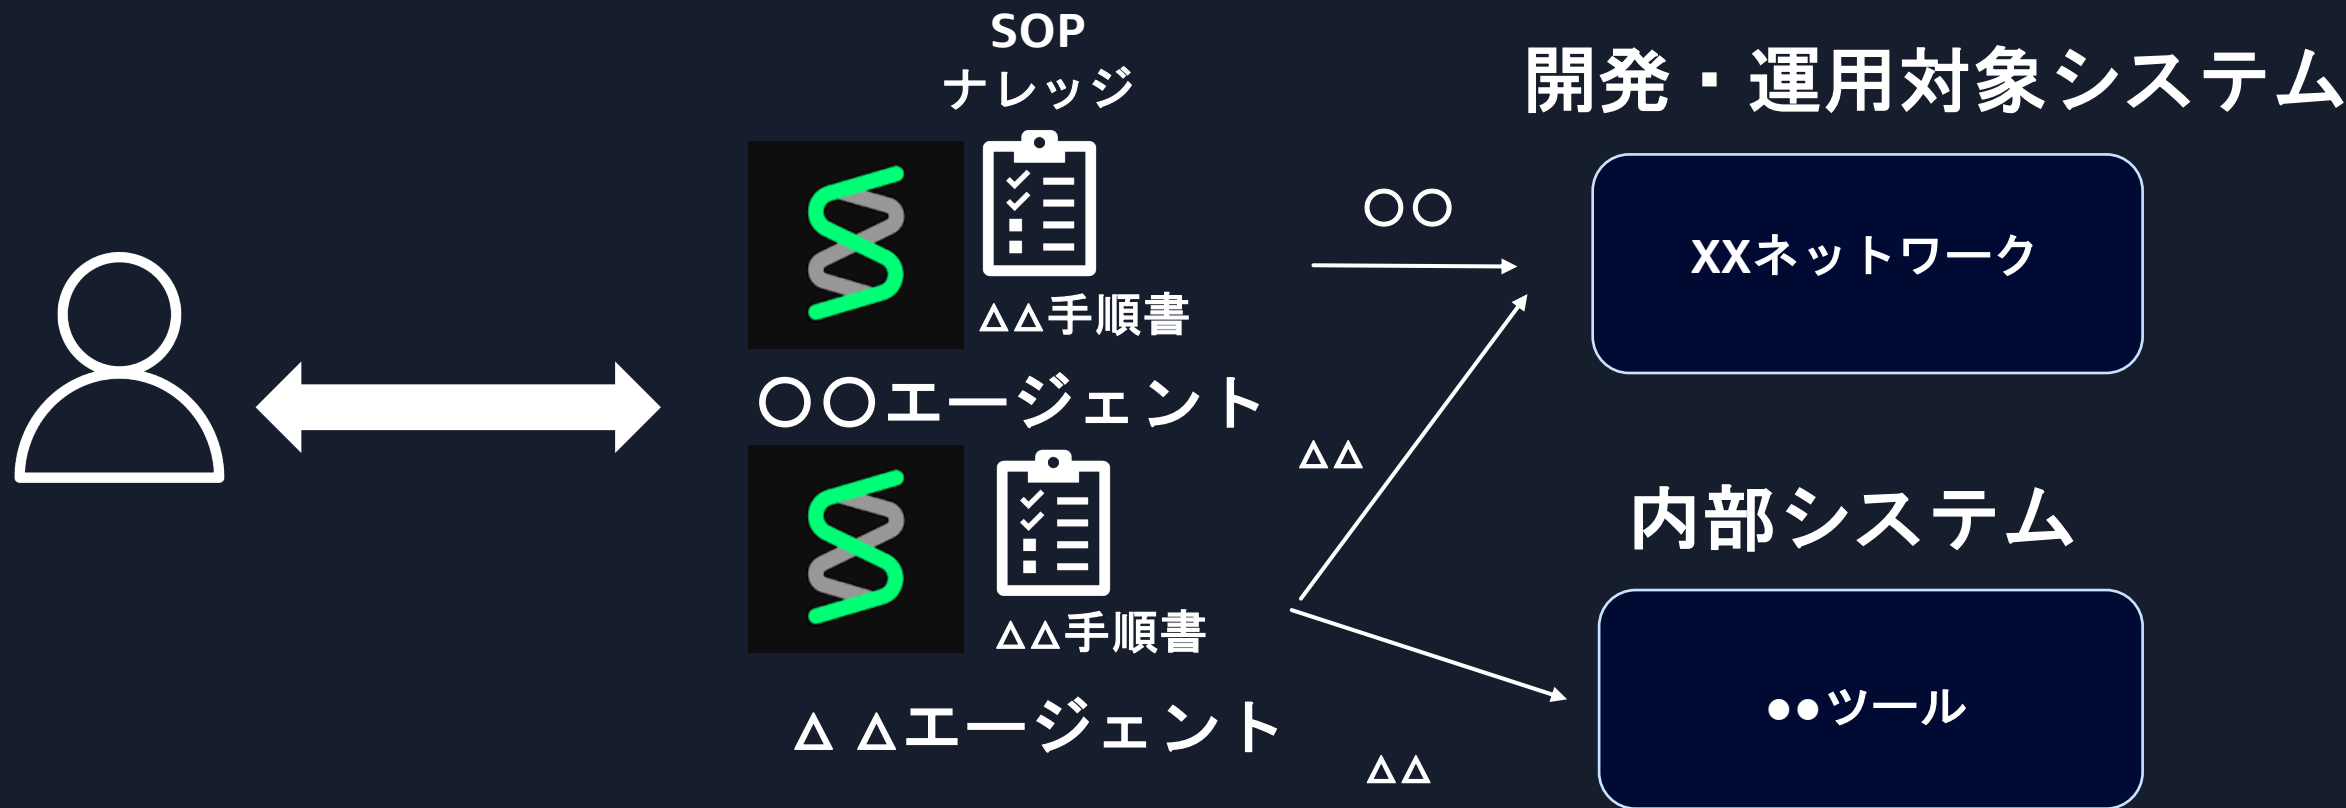 SOP
ナレッジ
開発・運用対象システム
○○
XXネットワーク
△△手順書
○○エージェント
△△
内部システム
△△手順書
●●ツール
△ △エージェント
△△